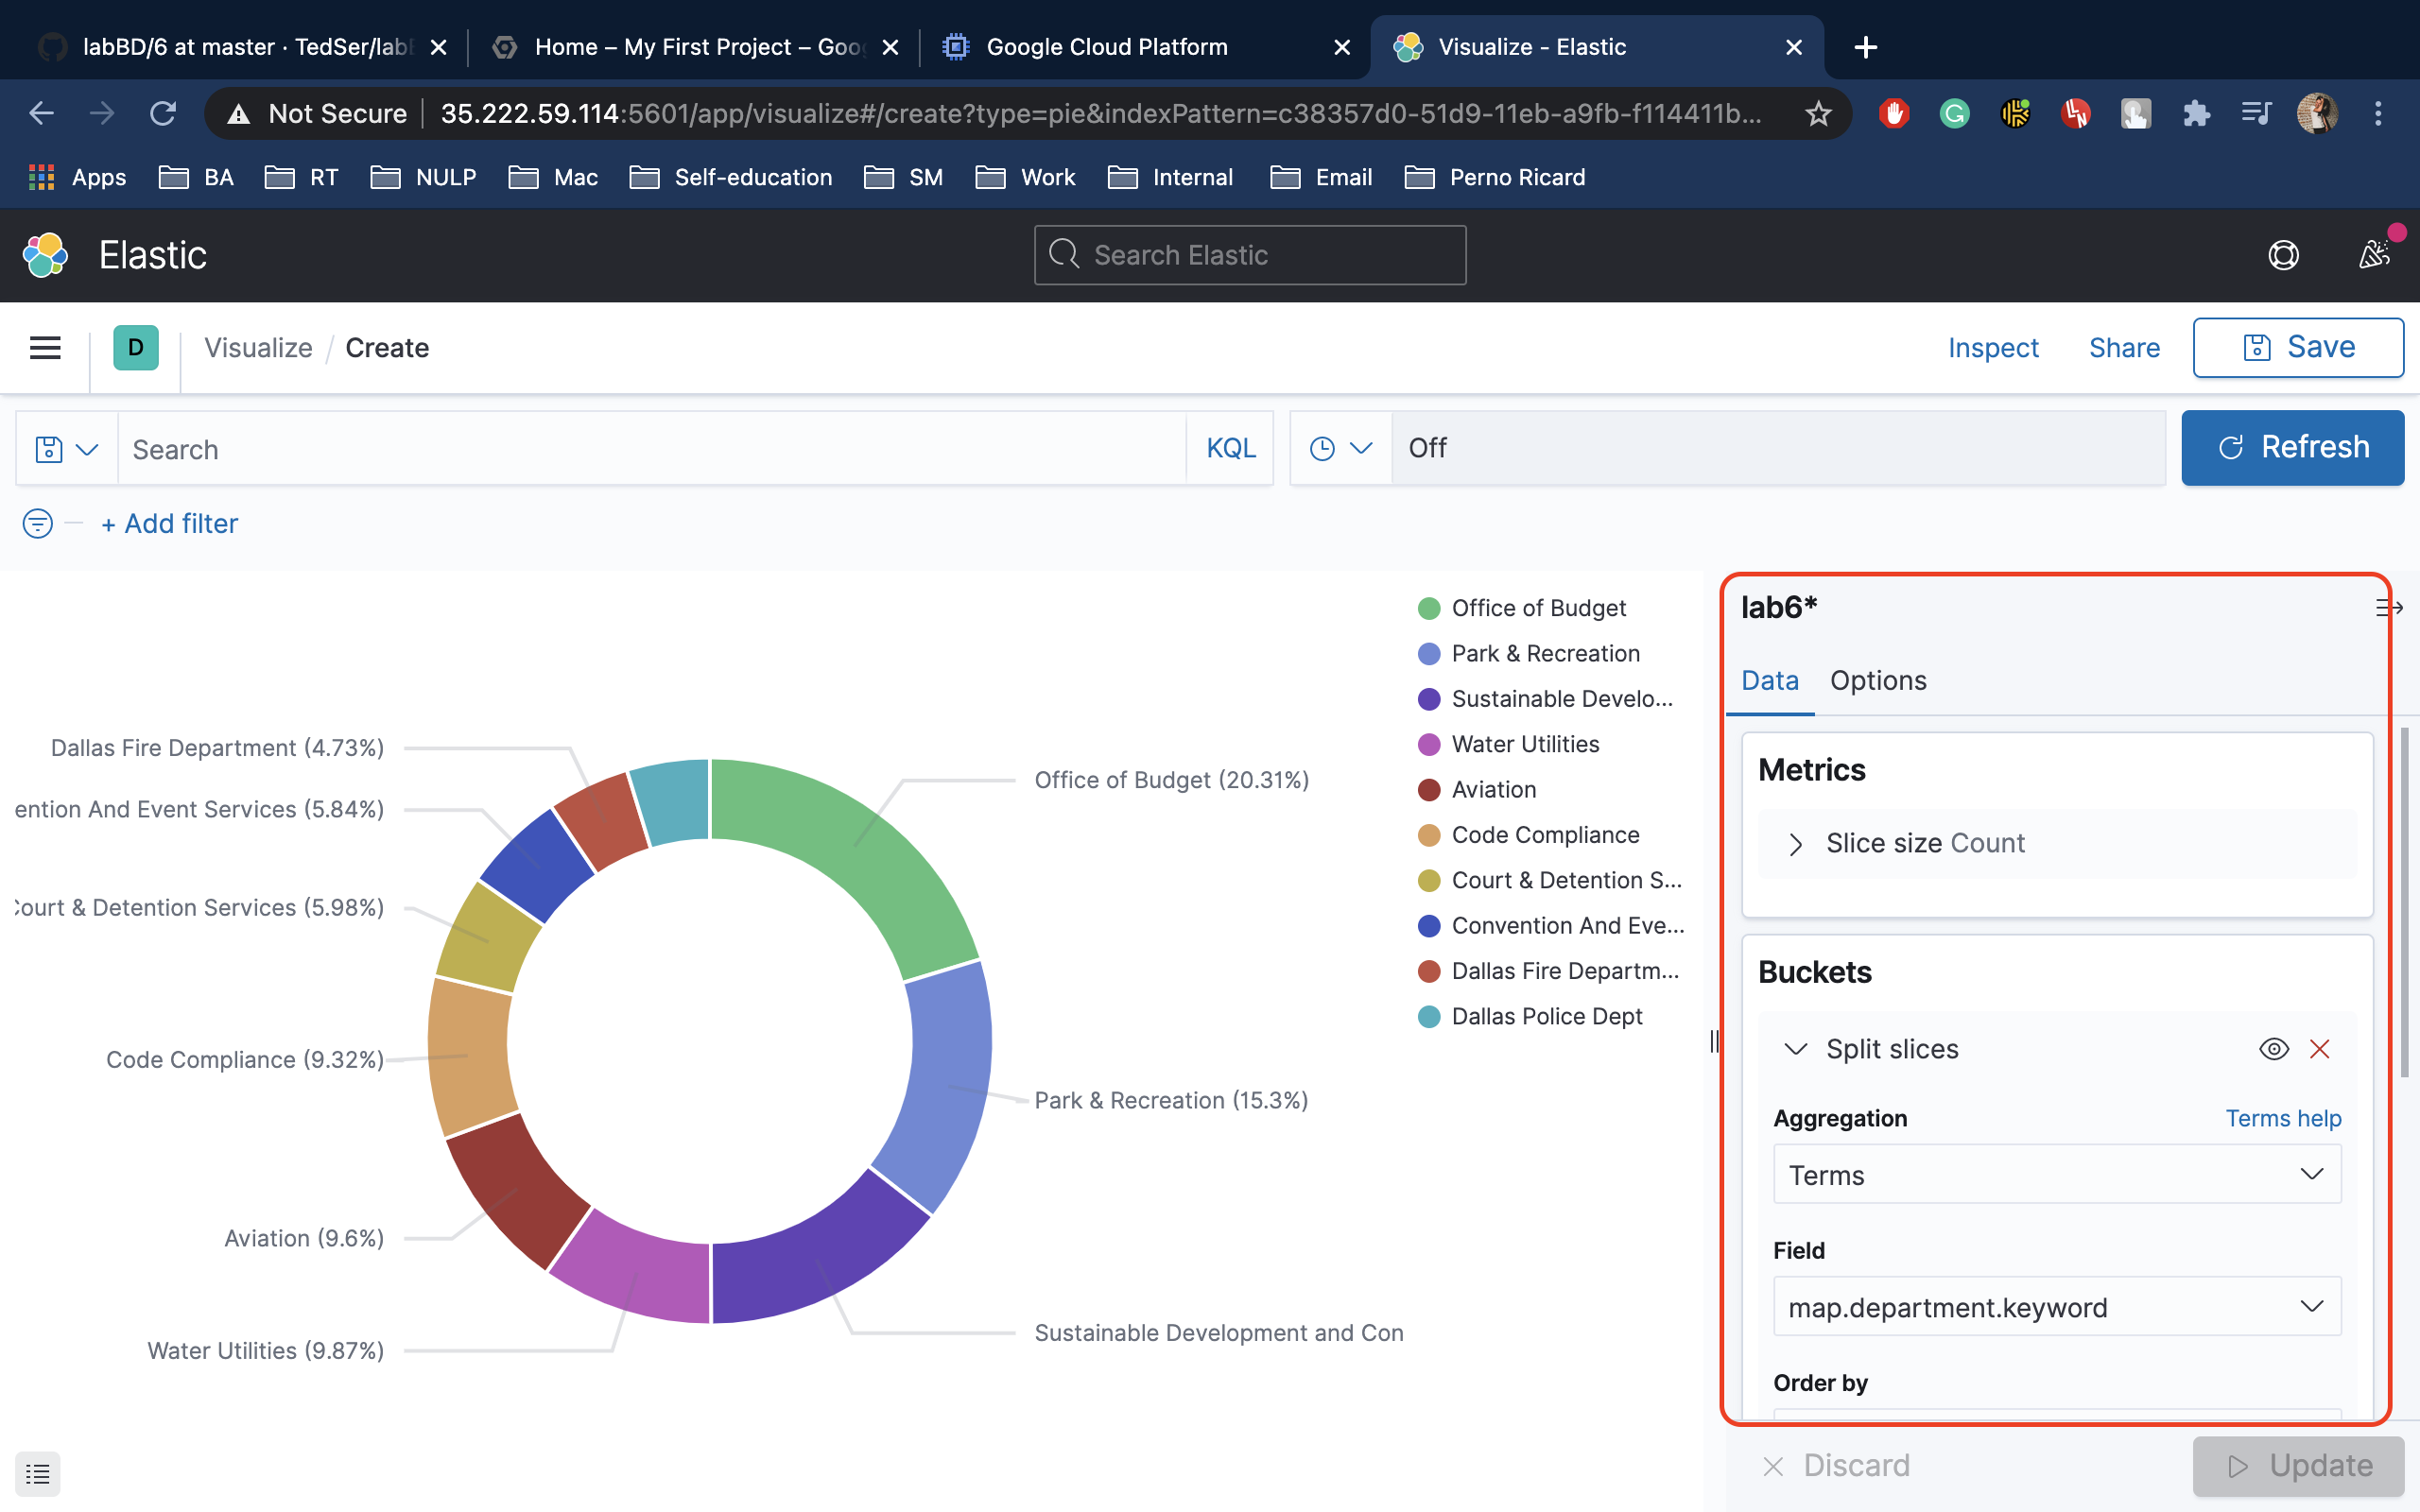 labBD/6 at master · TedSer/lab
Home – My First Project – Goo
Google Cloud Platform
Visualize - Elastic
Not Secure
35.222.59.114:5601/app/visualize#/create?type=pie&indexPattern=c38357d0-51d9-11eb-a9fb-f114411b...
Apps
BA
RT
NULP
Mac
Self-education
SM
Work
Internal
Email
Perno Ricard
Elastic
Search Elastic
D
Visualize / Create
Inspect
Share
Save
Search
KQL
Off
Refresh
+ Add filter
Dallas Fire Department (4.73%)
ention And Event Services (5.84%)
Court & Detention Services (5.98%)
Code Compliance (9.32%)
Aviation (9.6%)
Water Utilities (9.87%)
Office of Budget (20.31%)
Park & Recreation (15.3%)
Sustainable Development and Con
Office of Budget
Park & Recreation
Sustainable Develo...
Water Utilities
Aviation
Code Compliance
Court & Detention S...
Convention And Eve...
Dallas Fire Departm...
Dallas Police Dept
lab6*
Data
Options
Metrics
Slice size Count
Buckets
Split slices
Aggregation
Terms help
Terms
Field
map.department.keyword
Order by
Discard
Update